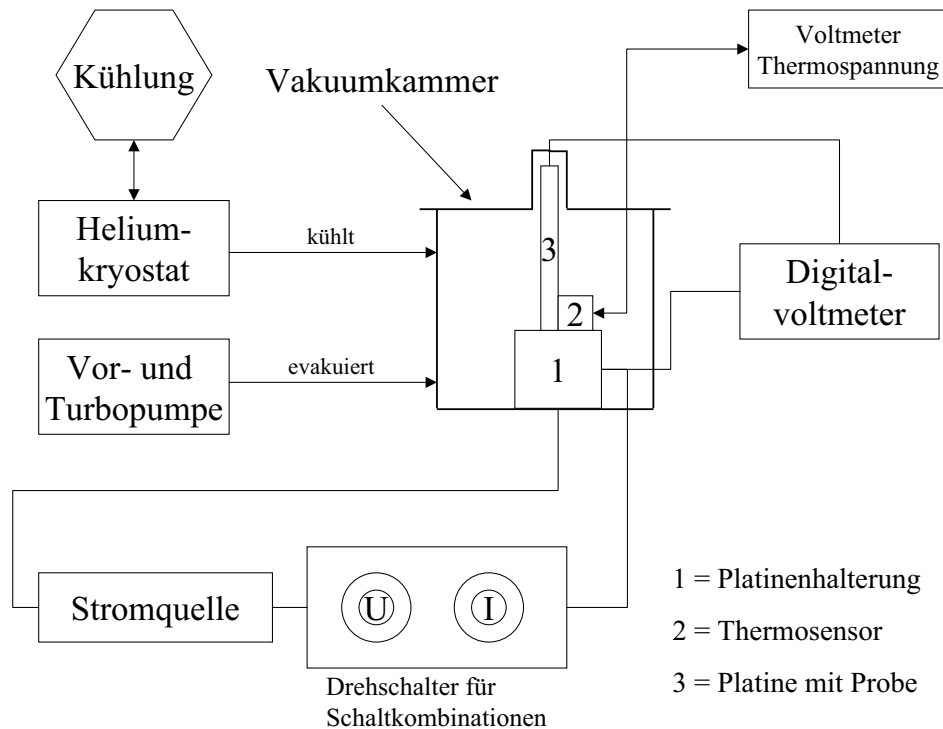 Kühlung
Vakuumkammer
Voltmeter
Thermospannung
Helium-
kryostat
kühlt
3
2
1
Digital-
voltmeter
Vor- und
Turbopumpe
evakuiert
Stromquelle
U
I
Drehschalter für
Schaltkombinationen
1 = Platinenhalterung
2 = Thermosensor
3 = Platine mit Probe